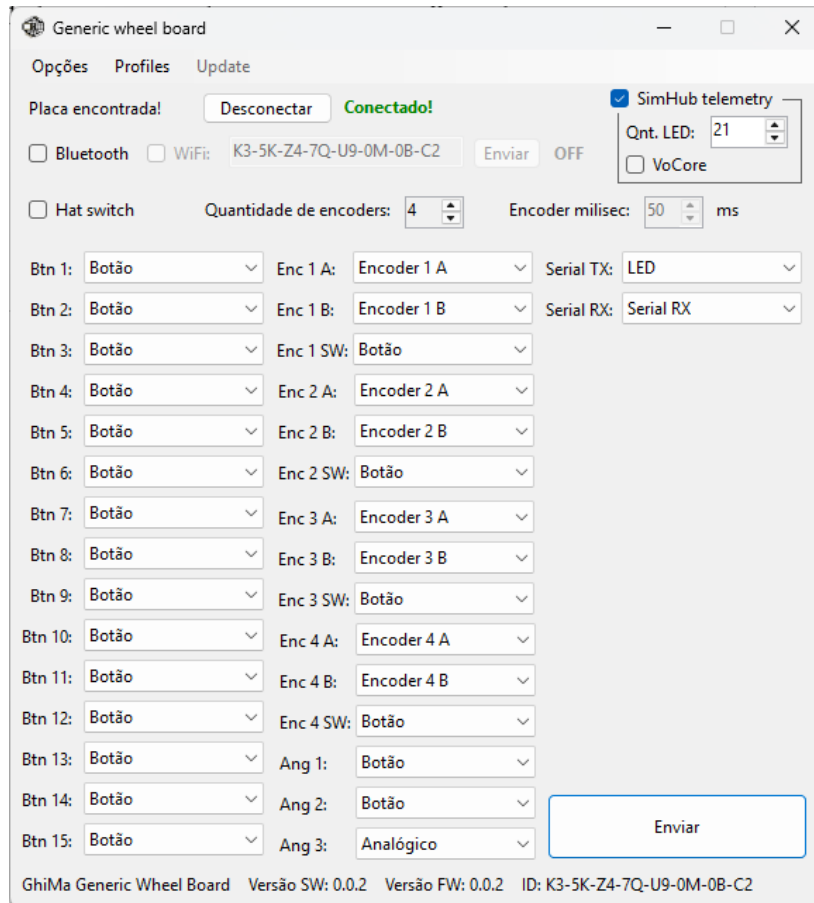 Generic wheel board
Opções Profiles Update
Placa encontrada! Desconectar Conectado! SimHub telemetry
Qnt. LED: 21
Bluetooth WiFi: K3-5K-Z4-7Q-U9-0M-0B-C2 Enviar OFF
VoCore
Hat switch Quantidade de encoders: 4 Encoder milisec: 50 ms
Btn 1: Botão Enc 1 A: Encoder 1 A Serial TX: LED
Btn 2: Botão Enc 1 B: Encoder 1 B Serial RX: Serial RX
Btn 3: Botão Enc 1 SW: Botão
Btn 4: Botão Enc 2 A: Encoder 2 A
Btn 5: Botão Enc 2 B: Encoder 2 B
Btn 6: Botão Enc 2 SW: Botão
Btn 7: Botão Enc 3 A: Encoder 3 A
Btn 8: Botão Enc 3 B: Encoder 3 B
Btn 9: Botão Enc 3 SW: Botão
Btn 10: Botão Enc 4 A: Encoder 4 A
Btn 11: Botão Enc 4 B: Encoder 4 B
Btn 12: Botão Enc 4 SW: Botão
Btn 13: Botão Ang 1: Botão
Btn 14: Botão Ang 2: Botão
Btn 15: Botão Ang 3: Analógico
Enviar
GhiMa Generic Wheel Board Versão SW: 0.0.2 Versão FW: 0.0.2 ID: K3-5K-Z4-7Q-U9-0M-0B-C2